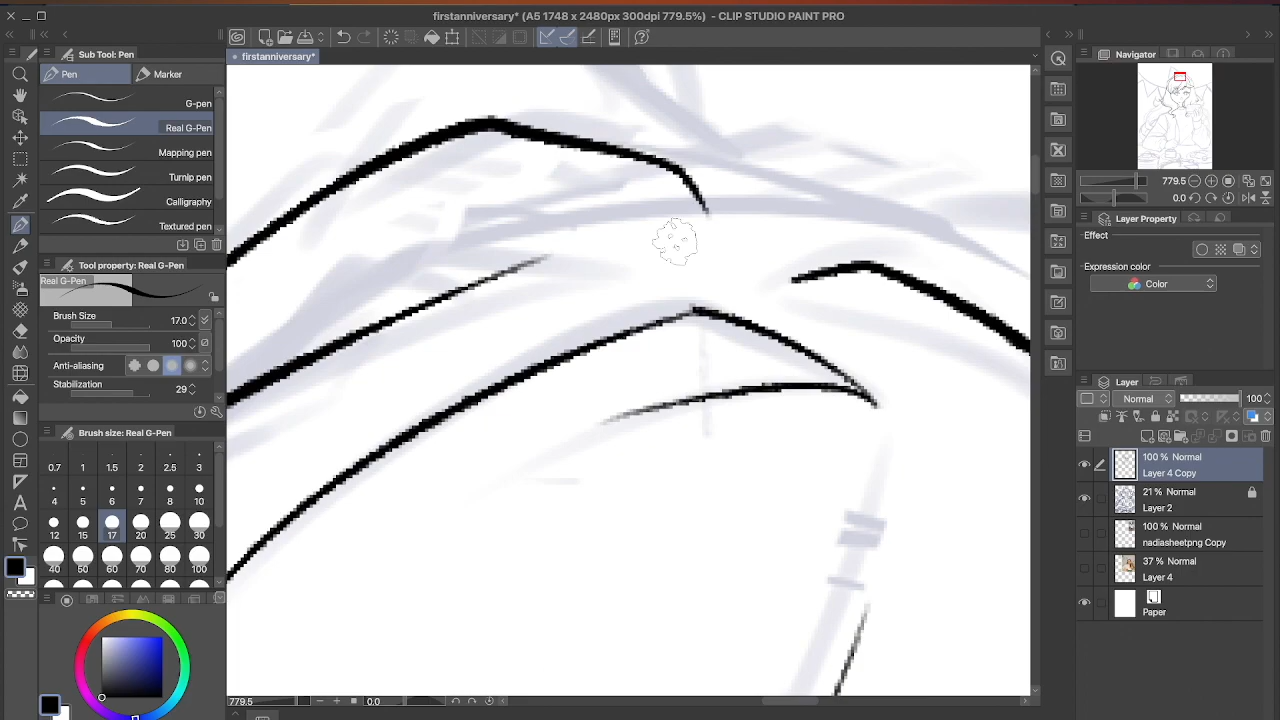 firstanniversary* (A5 1748 x 2480px 300dpi 779.5%) - CLIP STUDIO PAINT PRO
Sub Tool: Pen
firstanniversary*
Navigator
Pen
Marker
G-pen
Real G-Pen
Mapping pen
Turnip pen
Calligraphy
Textured pen
Tool property: Real G-Pen
Real G-Pen
Brush Size
17.0
Opacity
100
Anti-aliasing
Stabilization
29
Brush size: Real G-Pen
0.7 1 1.5 2 2.5 3
4 5 6 7 8 10
12 15 17 20 25 30
40 50 60 70 80 100
779.5
0.0
779.5
0.0
Layer Property
Effect
Expression color
Color
Layer
Normal
100
100 % Normal
Layer 4 Copy
21 % Normal
Layer 2
100 % Normal
nadiasheetpng Copy
37 % Normal
Layer 4
Paper